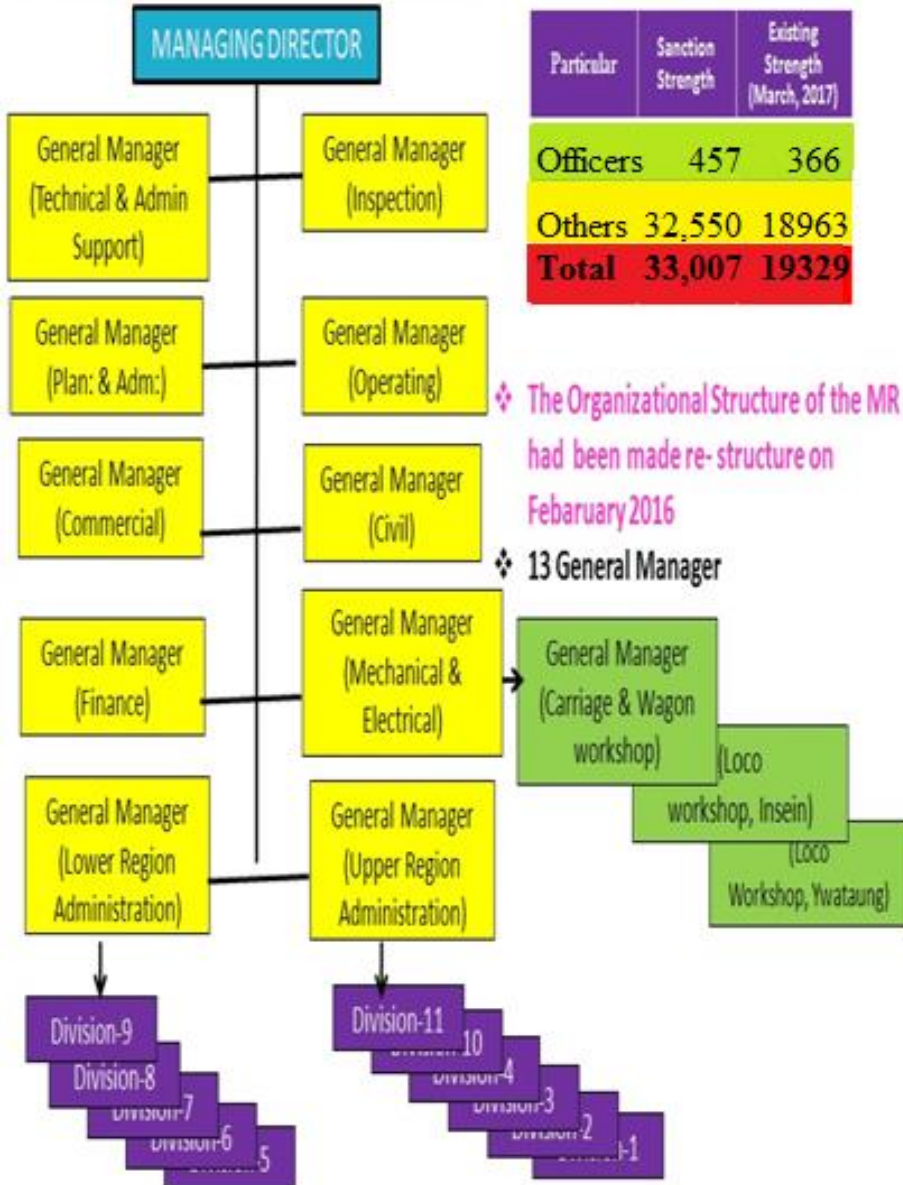 MANAGING DIRECTOR
General Manager
(Technical & Admin
Support)
General Manager
(Inspection)
General Manager
(Plan: & Adm:)
General Manager
(Operating)
General Manager
(Commercial)
General Manager
(Civil)
General Manager
(Finance)
General Manager
(Mechanical &
Electrical)
General Manager
(Carriage & Wagon
workshop)
(Loco
workshop, Insein)
(Loco
Workshop, Ywataung)
General Manager
(Lower Region
Administration)
General Manager
(Upper Region
Administration)
Division-9
Division-8
Division-7
Division-6
Division-5
Division-11
Division-10
Division-4
Division-3
Division-2
Division-1
Particular Sanction Strength Existing Strength (March, 2017)
Officers 457 366
Others 32,550 18963
Total 33,007 19329
❖ The Organizational Structure of the MR
had been made re- structure on
Febaruary 2016
❖ 13 General Manager